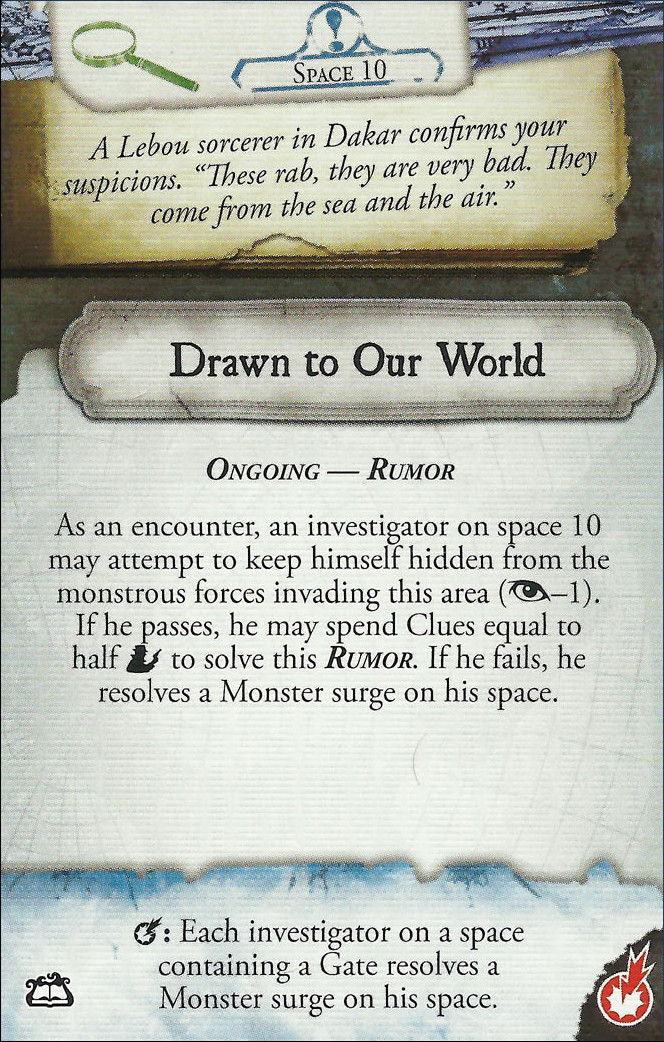 SPACE 10
A Lebou sorcerer in Dakar confirms your
suspicions. “These rab, they are very bad. They
come from the sea and the air.”
Drawn to Our World
ONGOING — RUMOR
As an encounter, an investigator on space 10
may attempt to keep himself hidden from the
monstrous forces invading this area (–1).
If he passes, he may spend Clues equal to
half to solve this RUMOR. If he fails, he
resolves a Monster surge on his space.
: Each investigator on a space
containing a Gate resolves a
Monster surge on his space.